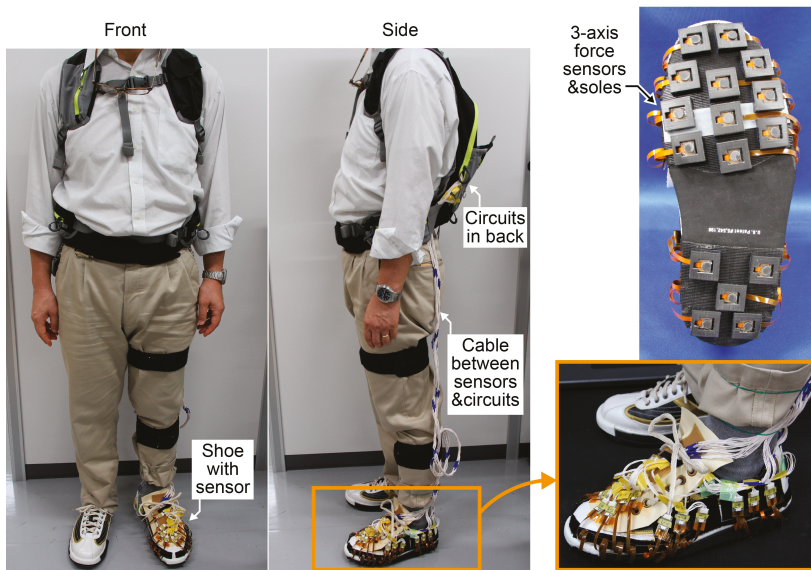 Front
Side
3-axis
force
sensors
&soles
Circuits
in back
Cable
between
sensors
&circuits
Shoe
with
sensor